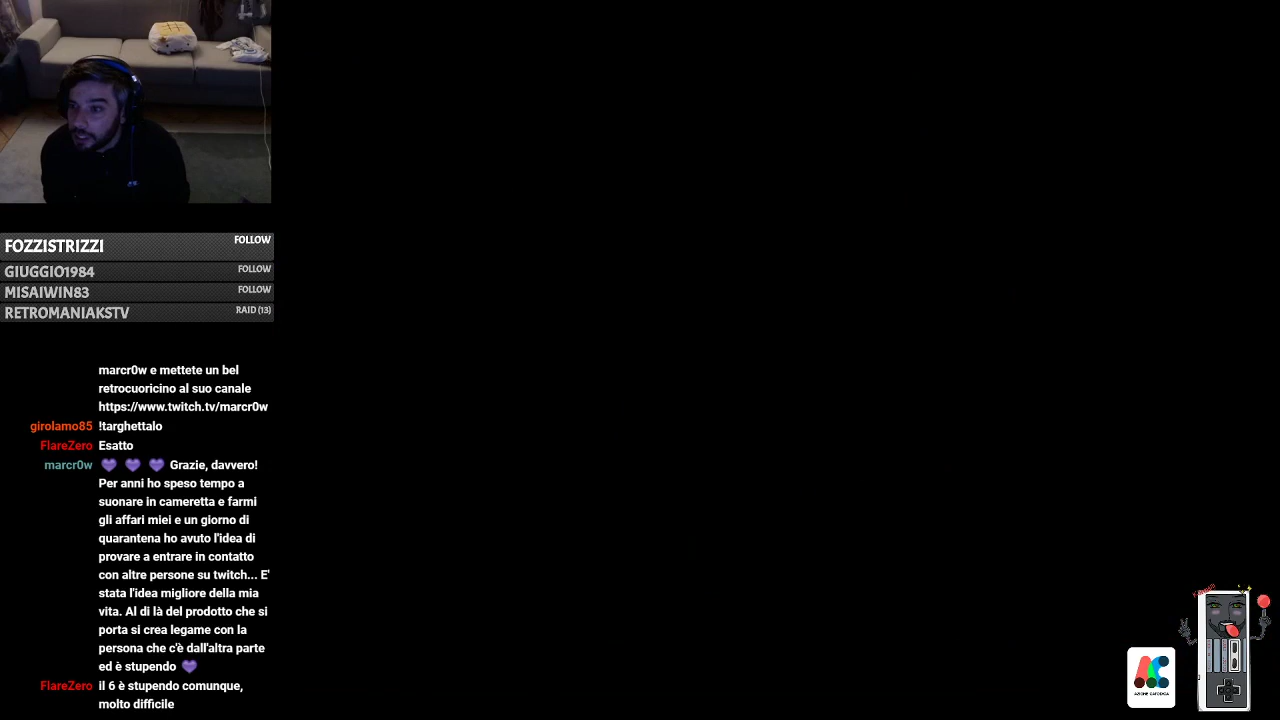 FOZZISTRIZZI FOLLOW
GIUGGIO1984 FOLLOW
MISAIWIN83 FOLLOW
RETROMANIAKSTV RAID (13)
marcr0w e mettete un bel
retrocuoricino al suo canale
https://www.twitch.tv/marcr0w
girolamo85 !targhettalo
FlareZero Esatto
marcr0w Grazie, davvero!
Per anni ho speso tempo a
suonare in cameretta e farmi
gli affari miei e un giorno di
quarantena ho avuto l'idea di
provare a entrare in contatto
con altre persone su twitch... E'
stata l'idea migliore della mia
vita. Al di là del prodotto che si
porta si crea legame con la
persona che c'è dall'altra parte
ed è stupendo
FlareZero il 6 è stupendo comunque,
molto difficile
AC